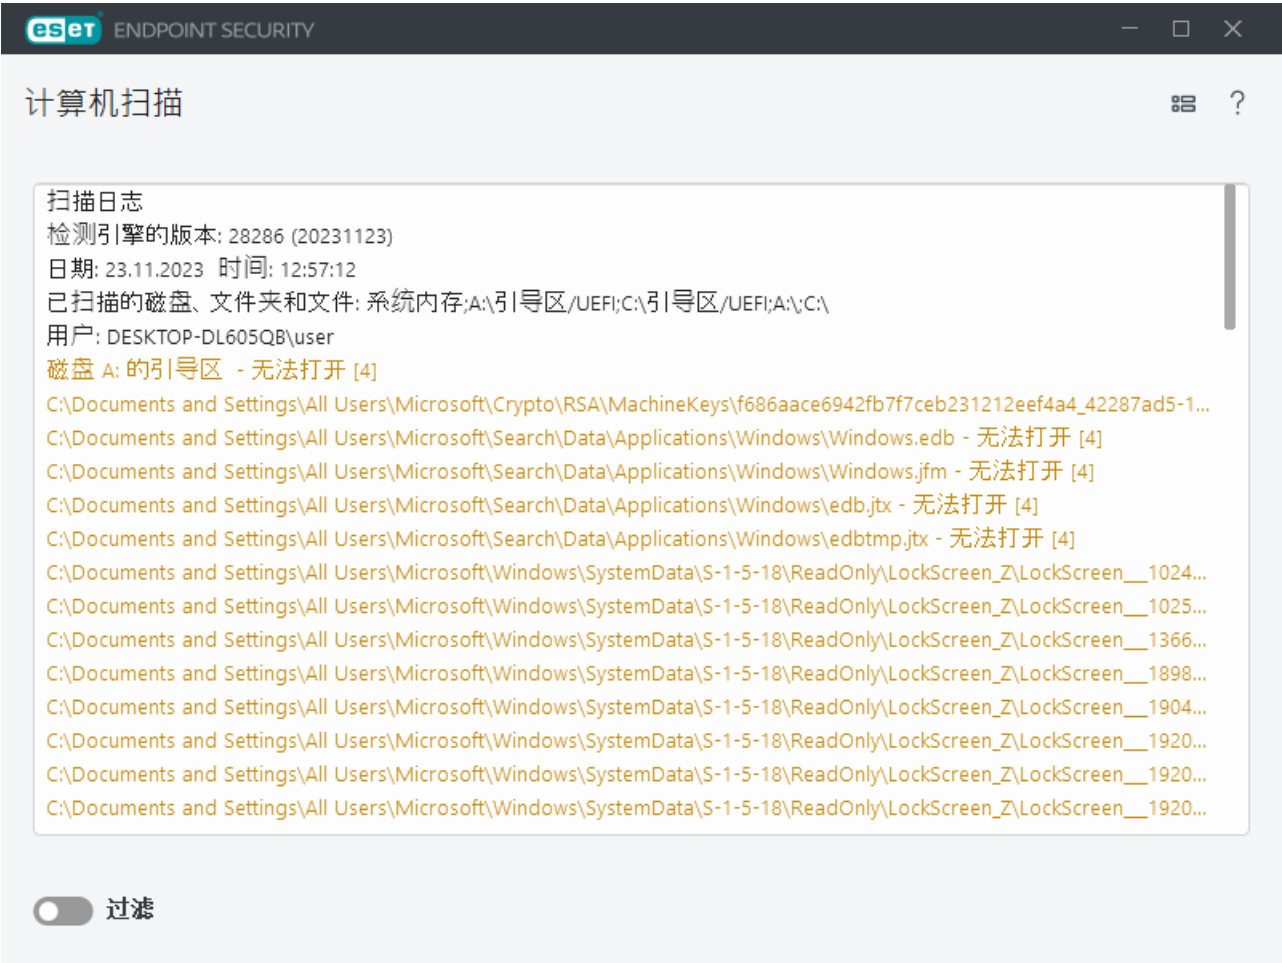 eset ENDPOINT SECURITY
计算机扫描
?
扫描日志
检测引擎的版本: 28286 (20231123)
日期: 23.11.2023 时间: 12:57:12
已扫描的磁盘、文件夹和文件: 系统内存;A:\引导区/UEFI;C:\引导区/UEFI;A:\;C:\
用户: DESKTOP-DL605QB\user
磁盘 A: 的引导区 - 无法打开 [4]
C:\Documents and Settings\All Users\Microsoft\Crypto\RSA\MachineKeys\f686aace6942fb7f7ceb231212eef4a4_42287ad5-1...
C:\Documents and Settings\All Users\Microsoft\Search\Data\Applications\Windows\Windows.edb - 无法打开 [4]
C:\Documents and Settings\All Users\Microsoft\Search\Data\Applications\Windows\Windows.jfm - 无法打开 [4]
C:\Documents and Settings\All Users\Microsoft\Search\Data\Applications\Windows\edb.jtx - 无法打开 [4]
C:\Documents and Settings\All Users\Microsoft\Search\Data\Applications\Windows\edbtmp.jtx - 无法打开 [4]
C:\Documents and Settings\All Users\Microsoft\Windows\SystemData\S-1-5-18\ReadOnly\LockScreen_Z\LockScreen___1024...
C:\Documents and Settings\All Users\Microsoft\Windows\SystemData\S-1-5-18\ReadOnly\LockScreen_Z\LockScreen___1025...
C:\Documents and Settings\All Users\Microsoft\Windows\SystemData\S-1-5-18\ReadOnly\LockScreen_Z\LockScreen___1366...
C:\Documents and Settings\All Users\Microsoft\Windows\SystemData\S-1-5-18\ReadOnly\LockScreen_Z\LockScreen___1898...
C:\Documents and Settings\All Users\Microsoft\Windows\SystemData\S-1-5-18\ReadOnly\LockScreen_Z\LockScreen___1904...
C:\Documents and Settings\All Users\Microsoft\Windows\SystemData\S-1-5-18\ReadOnly\LockScreen_Z\LockScreen___1920...
C:\Documents and Settings\All Users\Microsoft\Windows\SystemData\S-1-5-18\ReadOnly\LockScreen_Z\LockScreen___1920...
C:\Documents and Settings\All Users\Microsoft\Windows\SystemData\S-1-5-18\ReadOnly\LockScreen_Z\LockScreen___1920...
过滤